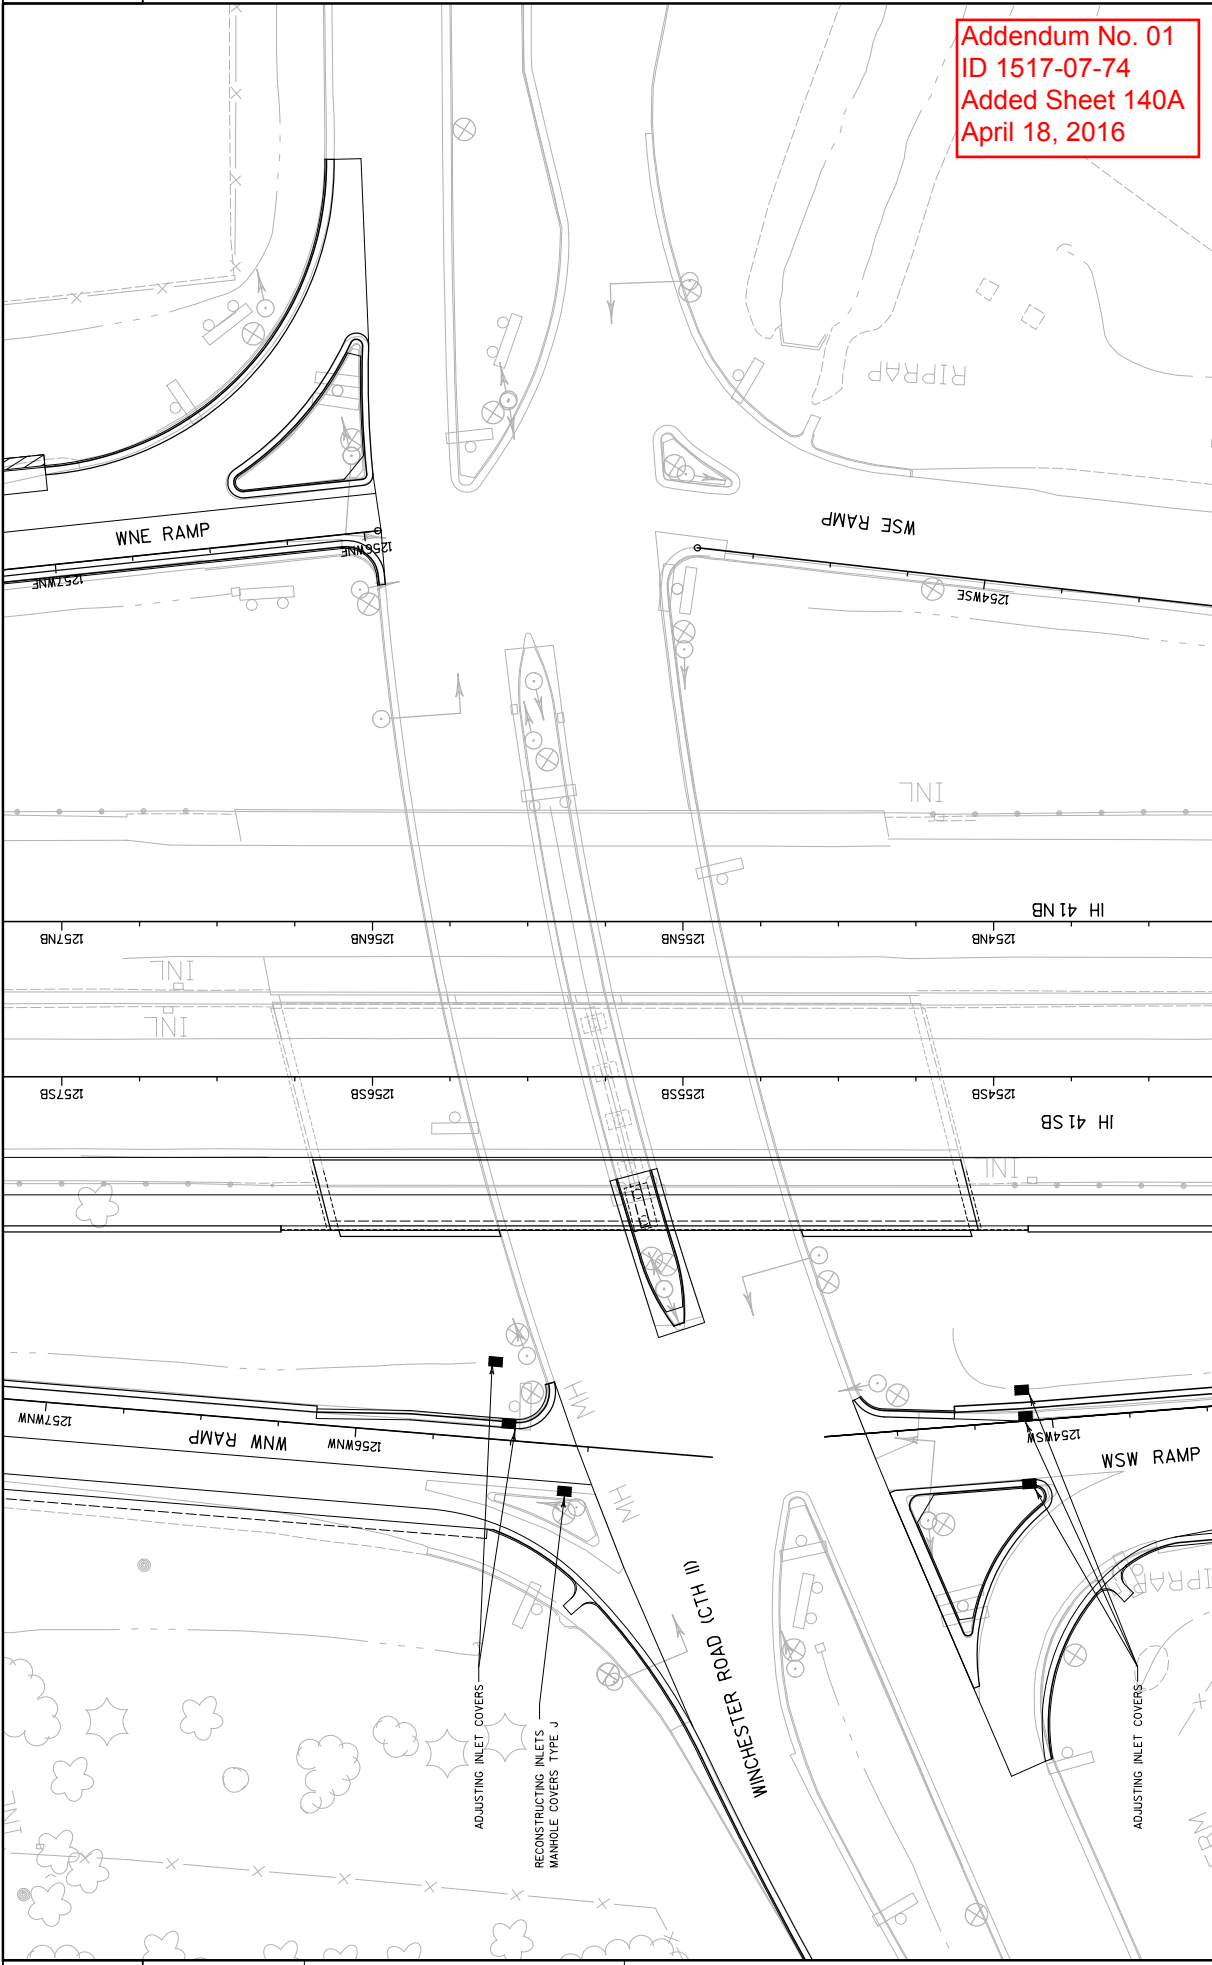 Addendum No. 01
ID 1517-07-74
Added Sheet 140A
April 18, 2016
RIPRAP
WNE RAMP
WSE RAMP
1256WNE
1257WNE
1254WSE
INL
IH 41 NB
1257NB
1256NB
1255NB
1254NB
INL
INL
1257SB
1256SB
1255SB
1254SB
IH 41 SB
INL
MH
1257WNW
WNW RAMP
1256WNW
1254WSW
WSW RAMP
MH
RIPRAP
WINCHESTER ROAD (CTH II)
ADJUSTING INLET COVERS
RECONSTRUCTING INLETS
MANHOLE COVERS TYPE J
ADJUSTING INLET COVERS